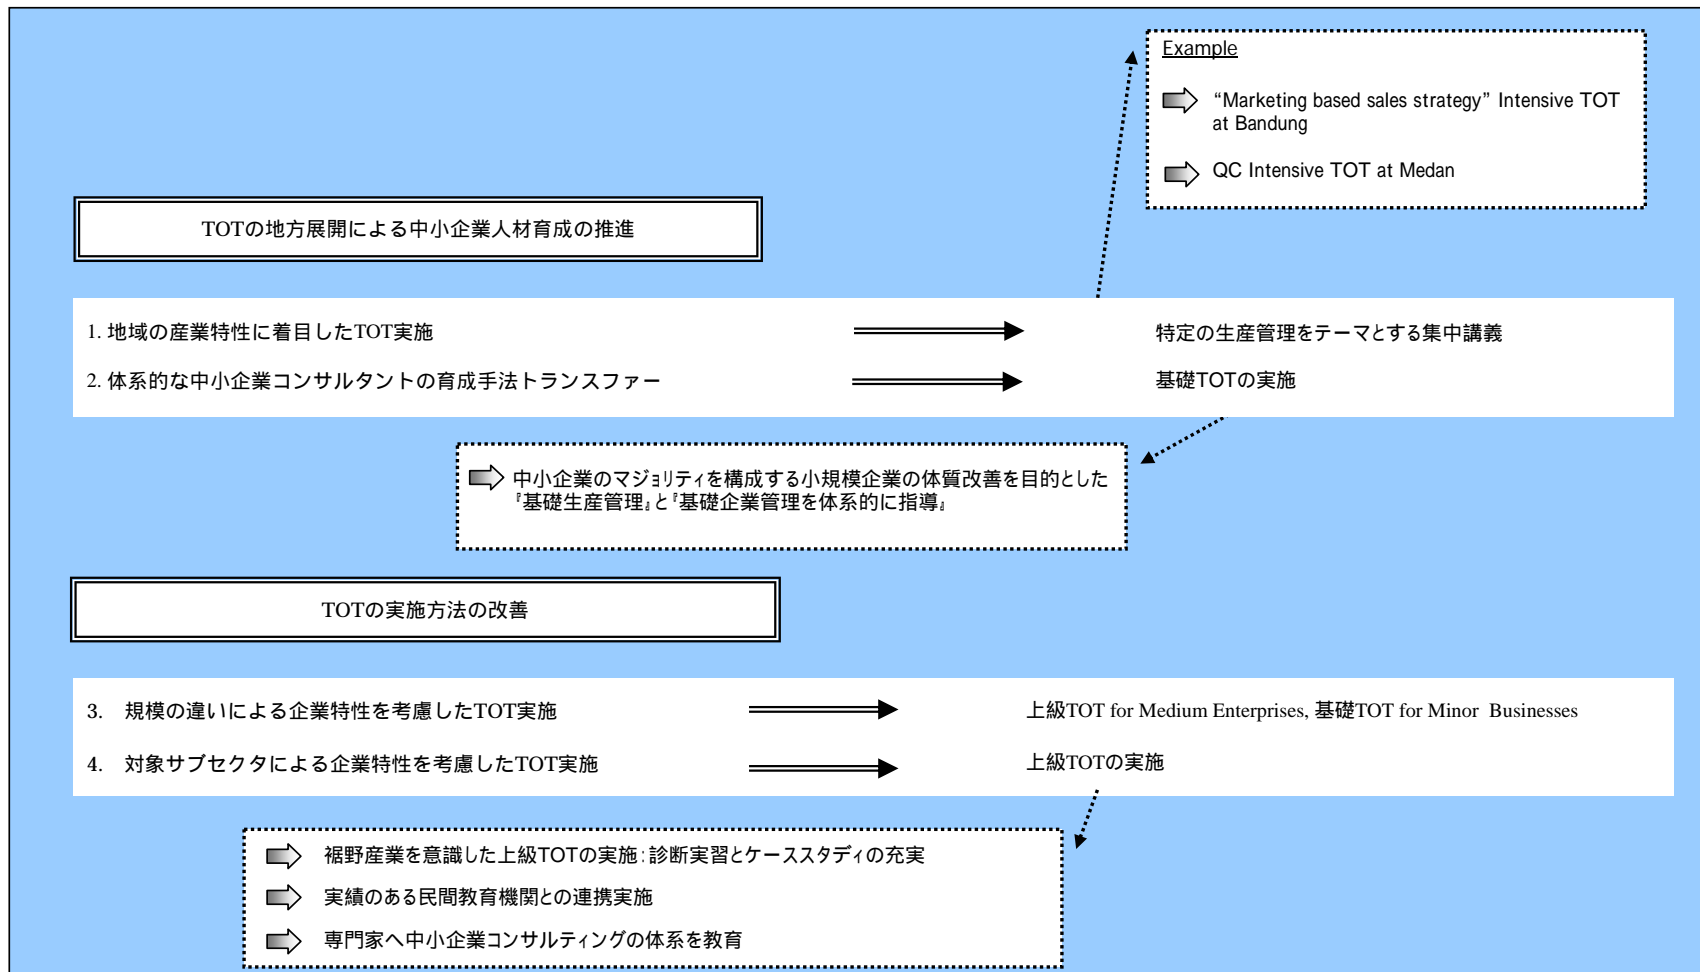 Example
“Marketing based sales strategy” Intensive TOT
at Bandung
QC Intensive TOT at Medan
TOTの地方展開による中小企業人材育成の推進
1. 地域の産業特性に着目したTOT実施
特定の生産管理をテーマとする集中講義
2. 体系的な中小企業コンサルタントの育成手法トランスファー
基礎TOTの実施
中小企業のマジョリティを構成する小規模企業の体質改善を目的とした
『基礎生産管理』と『基礎企業管理を体系的に指導』
TOTの実施方法の改善
3. 規模の違いによる企業特性を考慮したTOT実施
上級TOT for Medium Enterprises, 基礎TOT for Minor Businesses
4. 対象サブセクタによる企業特性を考慮したTOT実施
上級TOTの実施
裾野産業を意識した上級TOTの実施：診断実習とケーススタディの充実
実績のある民間教育機関との連携実施
専門家へ中小企業コンサルティングの体系を教育